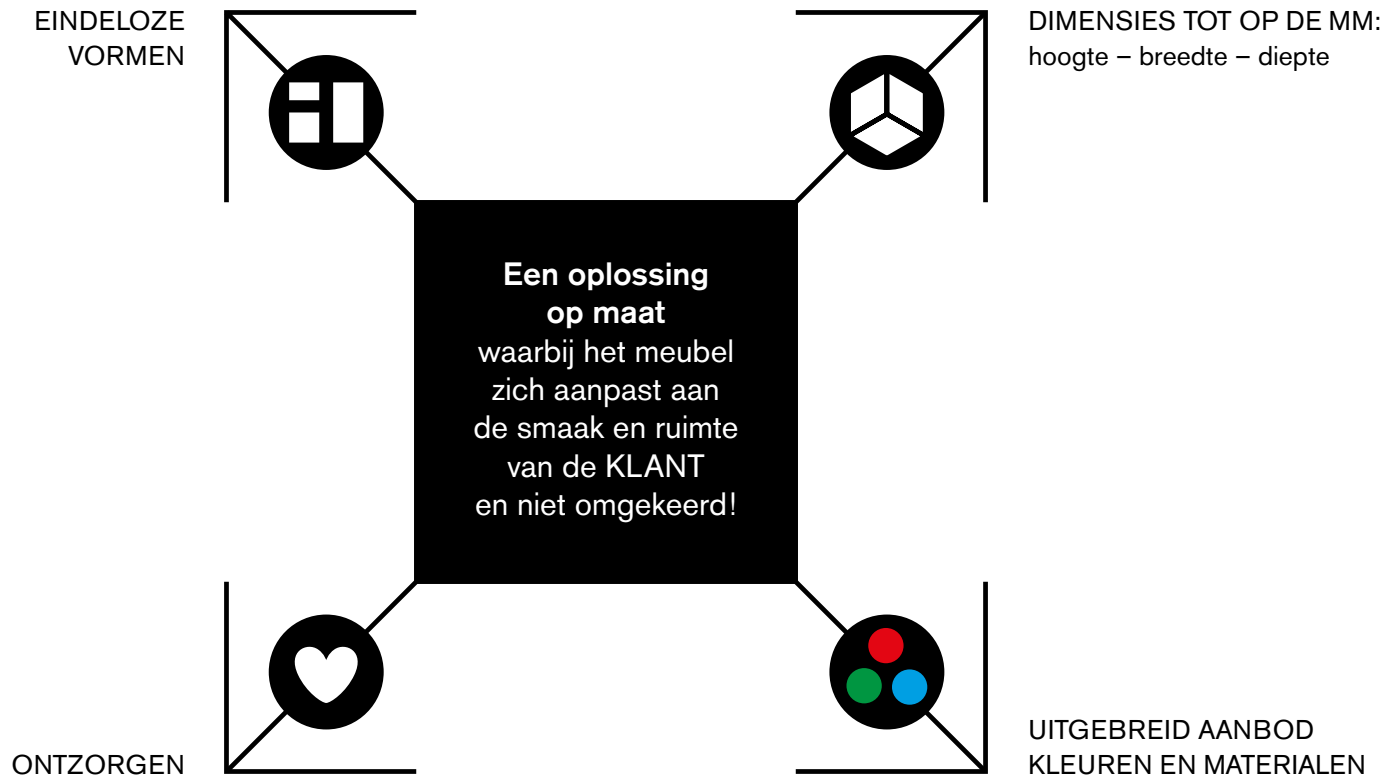 EINDELOZE
VORMEN
DIMENSIES TOT OP DE MM:
hoogte – breedte – diepte
Een oplossing
op maat
waarbij het meubel
zich aanpast aan
de smaak en ruimte
van de KLANT
en niet omgekeerd!
ONTZORGEN
UITGEBREID AANBOD
KLEUREN EN MATERIALEN